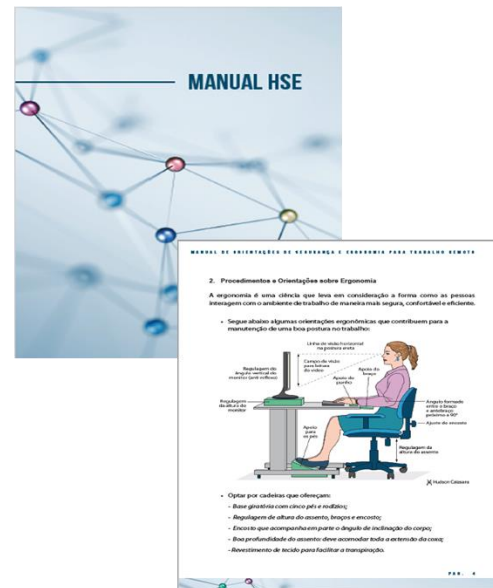 MANUAL HSE
MANUAL DE ORIENTAÇÕES DE SEGURANÇA E ERGONOMIA PARA TRABALHO REMOTO
2. Procedimentos e Orientações sobre Ergonomia
A ergonomia é uma ciência que leva em consideração a forma como as pessoas
interagem com o ambiente de trabalho de maneira mais segura, confortável e eficiente.
• Segue abaixo algumas orientações ergonômicas que contribuem para a
manutenção de uma boa postura no trabalho:
Linha de visão horizontal
na postura ereta
Campo de visão
para leitura
do vídeo
Regulagem do
ângulo vertical do
monitor (anti reflexo)
Apoio do
punho
Apoio do
braço
Regulagem
da altura do
monitor
Ângulo formado
entre o braço
e antebraço
próximo a 90°
Ajuste do encosto
Apoio
para
os pés
Regulagem da
altura do assento
Hudson Calasans
• Optar por cadeiras que ofereçam:
– Base giratória com cinco pés e rodízios;
– Regulagem de altura do assento, braços e encosto;
– Encosto que acompanha em parte o ângulo de inclinação do corpo;
– Boa profundidade do assento: deve acomodar toda a extensão da coxa;
– Revestimento de tecido para facilitar a transpiração.
PAG. 4